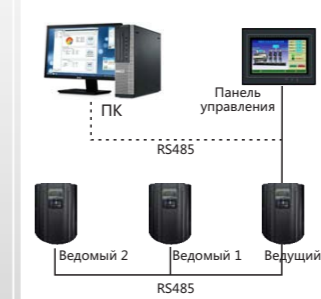 ПК
Панель
управления
RS485
Ведомый 2
Ведомый 1
Ведущий
RS485